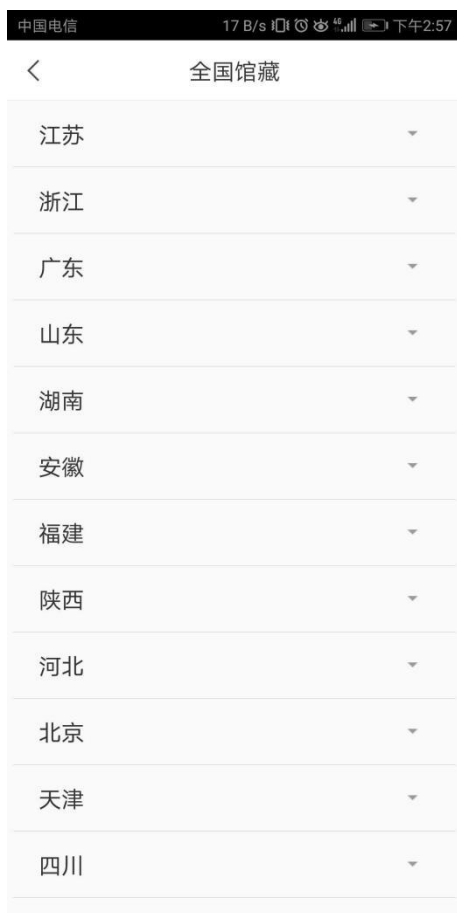 中国电信 17 B/s 46 下午2:57
全国馆藏
江苏
浙江
广东
山东
湖南
安徽
福建
陕西
河北
北京
天津
四川